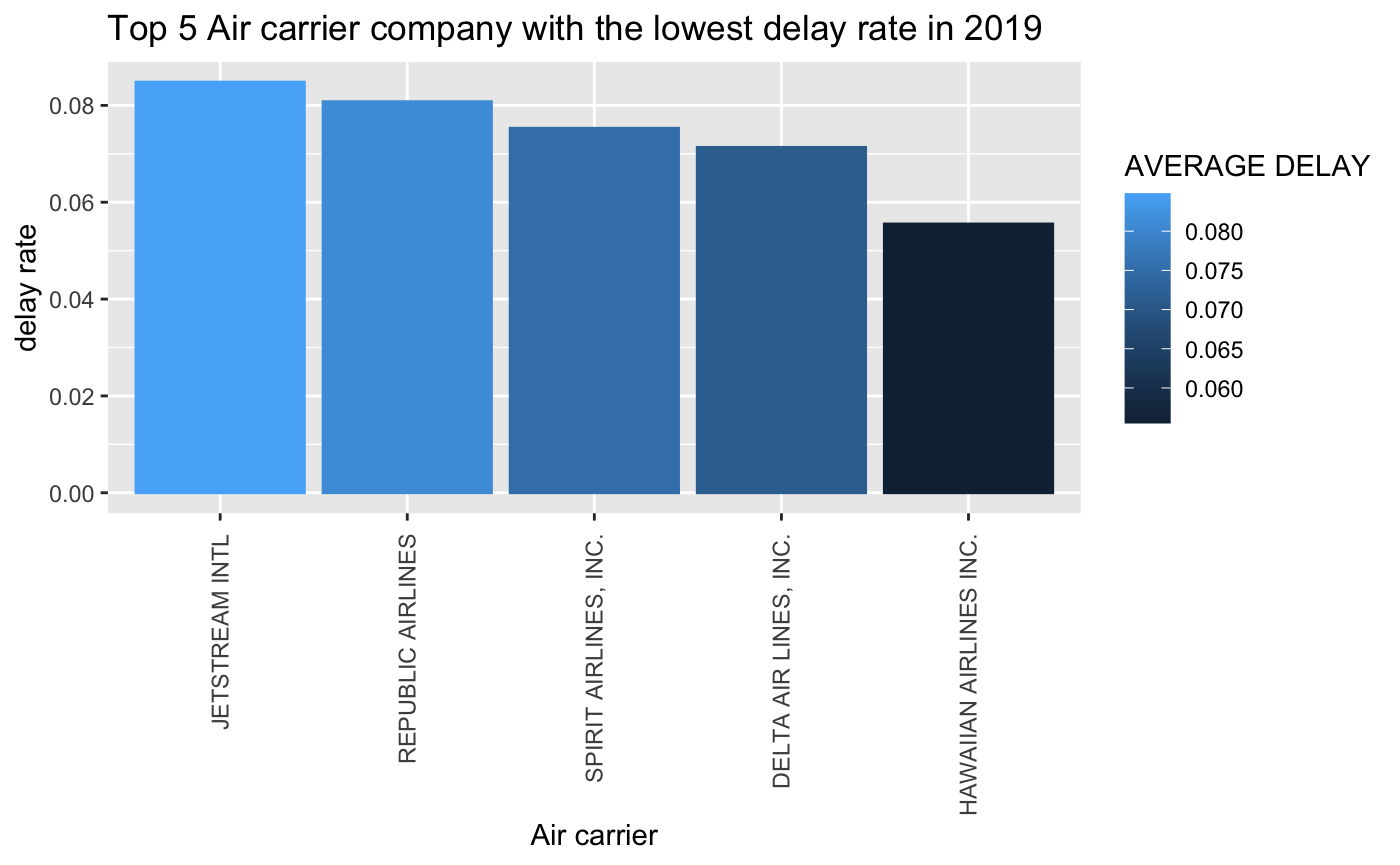 Top 5 Air carrier company with the lowest delay rate in 2019
delay rate
0.08
0.06
0.04
0.02
0.00
JETSTREAM INTL
REPUBLIC AIRLINES
SPIRIT AIRLINES, INC.
DELTA AIR LINES, INC.
HAWAIIAN AIRLINES INC.
Air carrier
AVERAGE DELAY
0.080
0.075
0.070
0.065
0.060